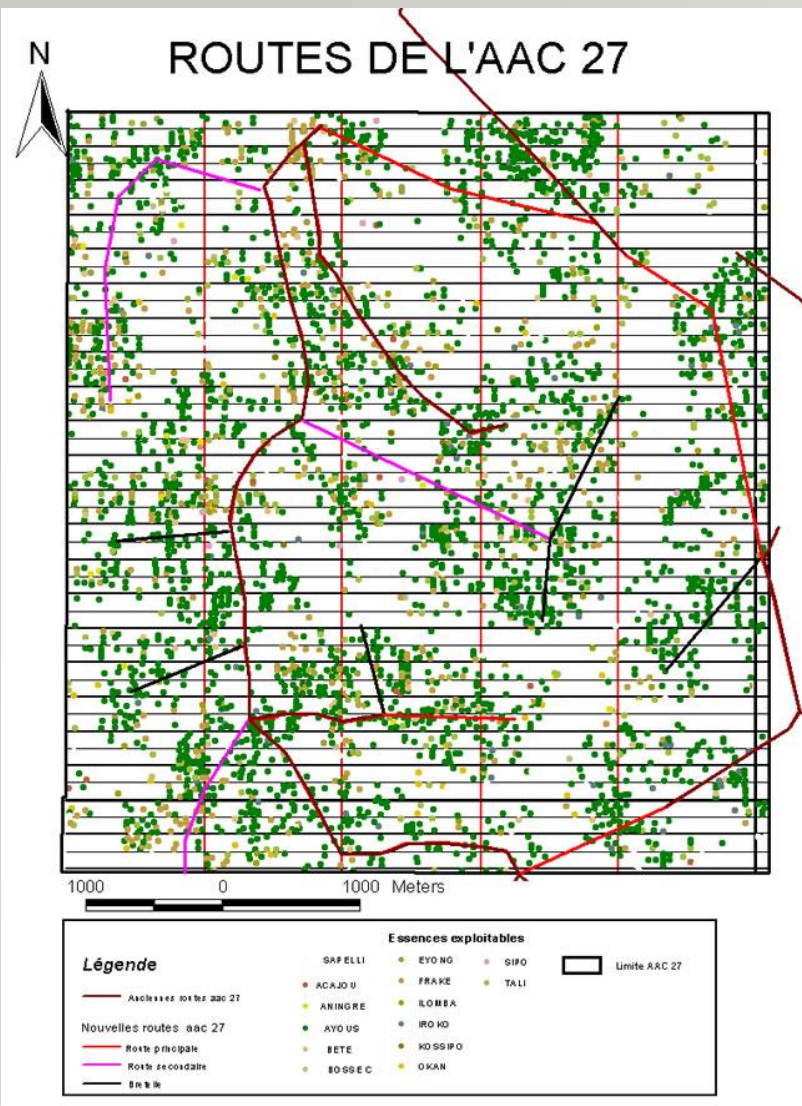 ROUTES DE L'AAC 27
N
1000 0 1000 Meters
Légende
Anciennes routes aac 27
Nouvelles routes aac 27
Route principale
Route secondaire
Bretelle
Essences exploitables
SAPELLI
ACAJOU
ANINGRE
AYOUS
BETE
BOSSEC
EYONG
FRAKE
ILOMBA
IROKO
KOSSIPO
OKAN
SIPO
TALI
Limite AAC 27